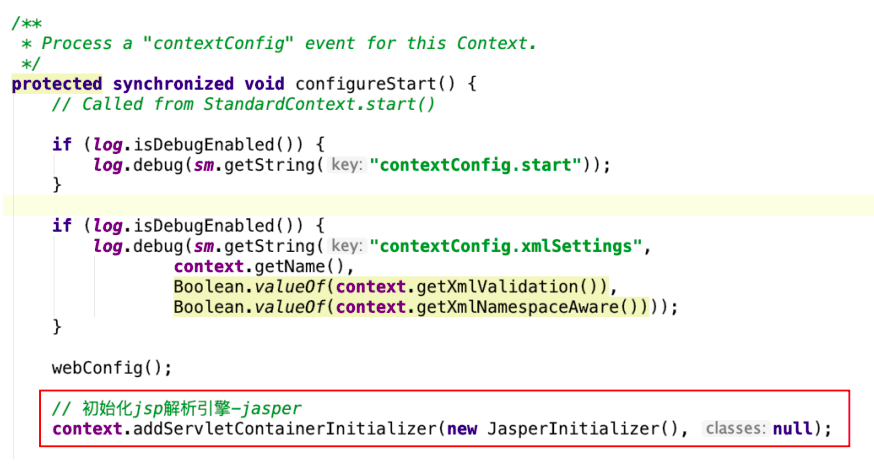 /**
 * Process a "contextConfig" event for this Context.
 */
protected synchronized void configureStart() {
    // Called from StandardContext.start()
    if (log.isDebugEnabled()) {
        log.debug(sm.getString( key: "contextConfig.start"));
    }
    if (log.isDebugEnabled()) {
        log.debug(sm.getString( key: "contextConfig.xmlSettings",
                context.getName(),
                Boolean.valueOf(context.getXmlValidation()),
                Boolean.valueOf(context.getXmlNamespaceAware())));
    }
    webConfig();
    // 初始化jsp解析引擎-jasper
    context.addServletContainerInitializer(new JasperInitializer(), classes: null);